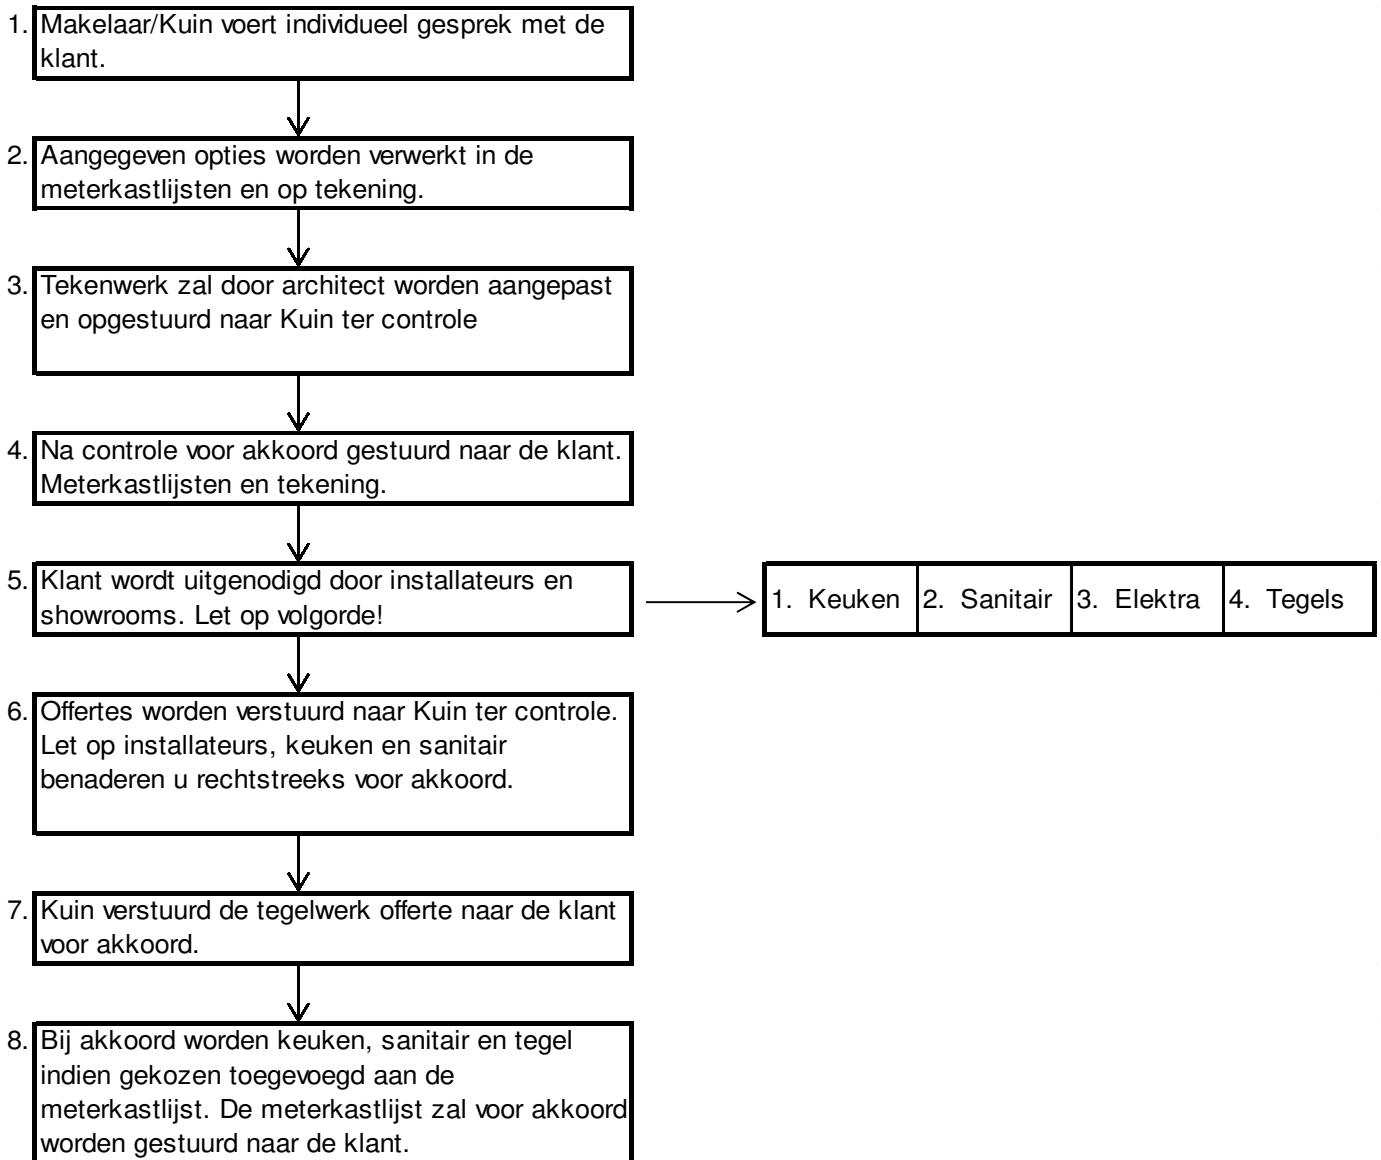 1. Makelaar/Kuin voert individueel gesprek met de
klant.
2. Aangegeven opties worden verwerkt in de
meterkastlijsten en op tekening.
3. Tekenwerk zal door architect worden aangepast
en opgestuurd naar Kuin ter controle
4. Na controle voor akkoord gestuurd naar de klant.
Meterkastlijsten en tekening.
5. Klant wordt uitgenodigd door installateurs en
showrooms. Let op volgorde!
1. Keuken 2. Sanitair 3. Elektra 4. Tegels
6. Offertes worden verstuurd naar Kuin ter controle.
Let op installateurs, keuken en sanitair
benaderen u rechtstreeks voor akkoord.
7. Kuin verstuurd de tegelwerk offerte naar de klant
voor akkoord.
8. Bij akkoord worden keuken, sanitair en tegel
indien gekozen toegevoegd aan de
meterkastlijst. De meterkastlijst zal voor akkoord
worden gestuurd naar de klant.